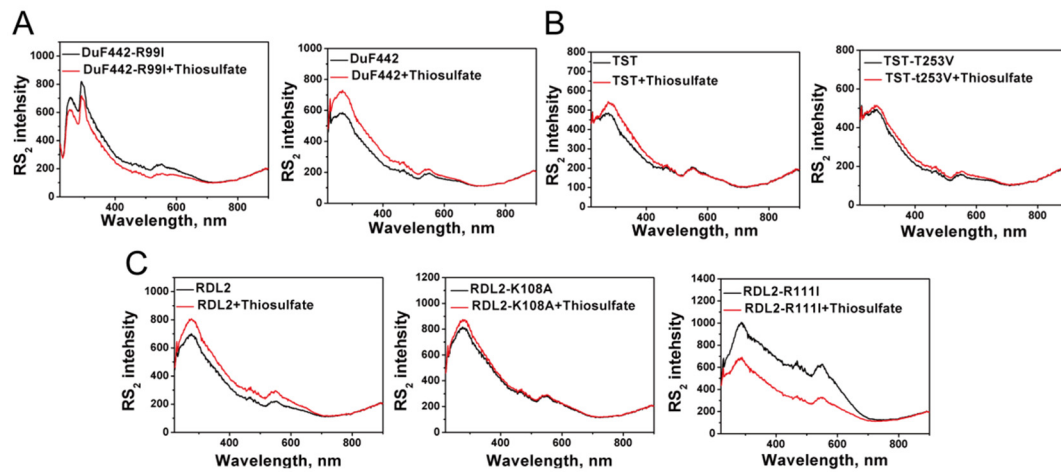 A
DuF442-R99I
DuF442-R99I+Thiosulfate
RS2 intehsity
1000
800
600
400
200
0
400 600 800
Wavelength, nm
DuF442
DuF442+Thiosulfate
RS2 intehsity
1000
800
600
400
200
0
400 600 800
Wavelength, nm
B
TST
TST+Thiosulfate
RS2 intehsity
800
700
600
500
400
300
200
100
0
400 600 800
Wavelength, nm
TST-T253V
TST-t253V+Thiosulfate
RS2 intehsity
800
600
400
200
0
400 600 800
Wavelength, nm
C
RDL2
RDL2+Thiosulfate
RS2 intehsity
1000
800
600
400
200
0
400 600 800
Wavelength, nm
RDL2-K108A
RDL2-K108A+Thiosulfate
RS2 intehsity
1200
1000
800
600
400
200
0
400 600 800
Wavelength, nm
RDL2-R111I
RDL2-R111I+Thiosulfate
RS2 intehsity
1400
1200
1000
800
600
400
200
0
400 600 800
Wavelength, nm